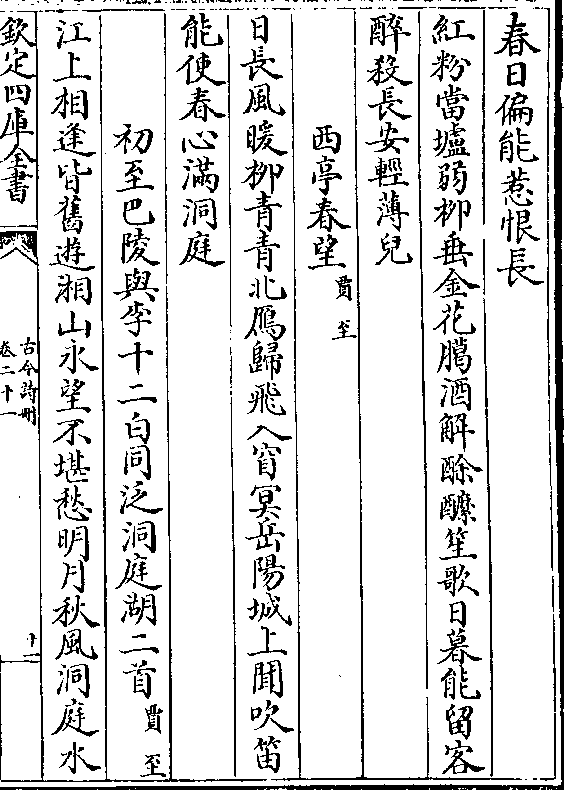 春日偏能惹恨長
紅粉當壚弱柳垂金花臈酒解酴醾笙歌日暮能留客
醉殺長安輕薄兒
西亭春望 賈至
日長風暖柳青青北鴈歸飛入窅冥岳陽城上聞吹笛
能使春心滿洞庭
初至巴陵與李十二白同泛洞庭湖二首 賈至
江上相逢皆舊遊湘山永望不堪愁明月秋風洞庭水
欽定四庫全書
古今詩刪
卷二十一
十一